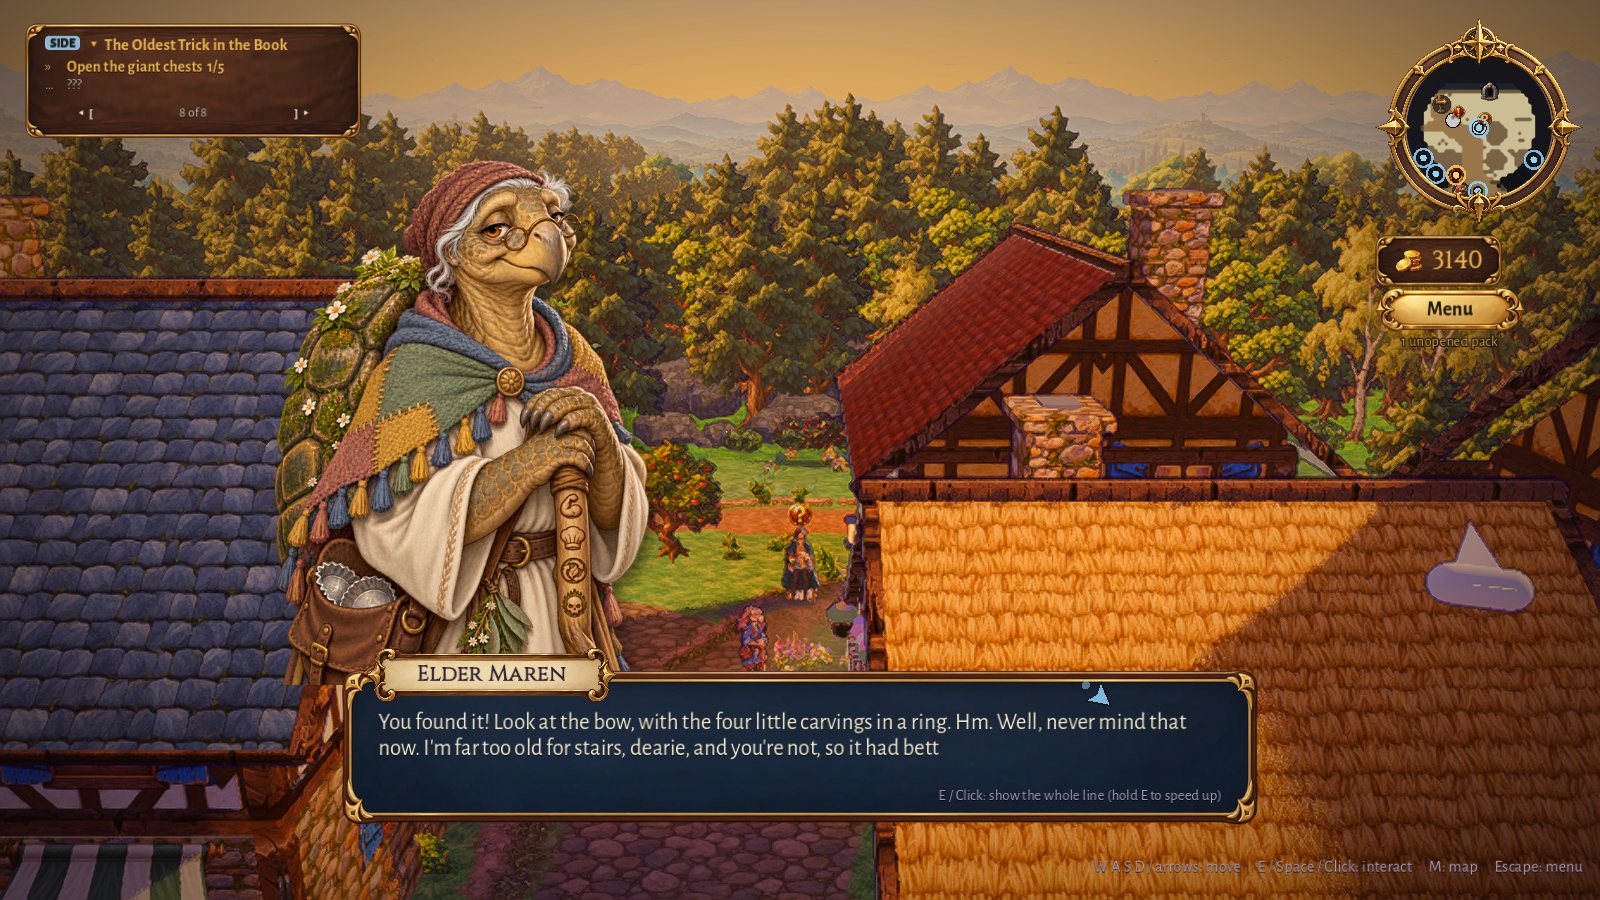 SIDE ▾ The Oldest Trick in the Book
» Open the giant chests 1/5
... ???
[ 8 of 8 ]
3140
Menu
1 unopened pack
ELDER MAREN
You found it! Look at the bow, with the four little carvings in a ring. Hm. Well, never mind that
now. I'm far too old for stairs, dearie, and you're not, so it had bett
E / Click: show the whole line (hold E to speed up)
W A S D / arrows: move E / Space / Click: interact M: map Escape: menu